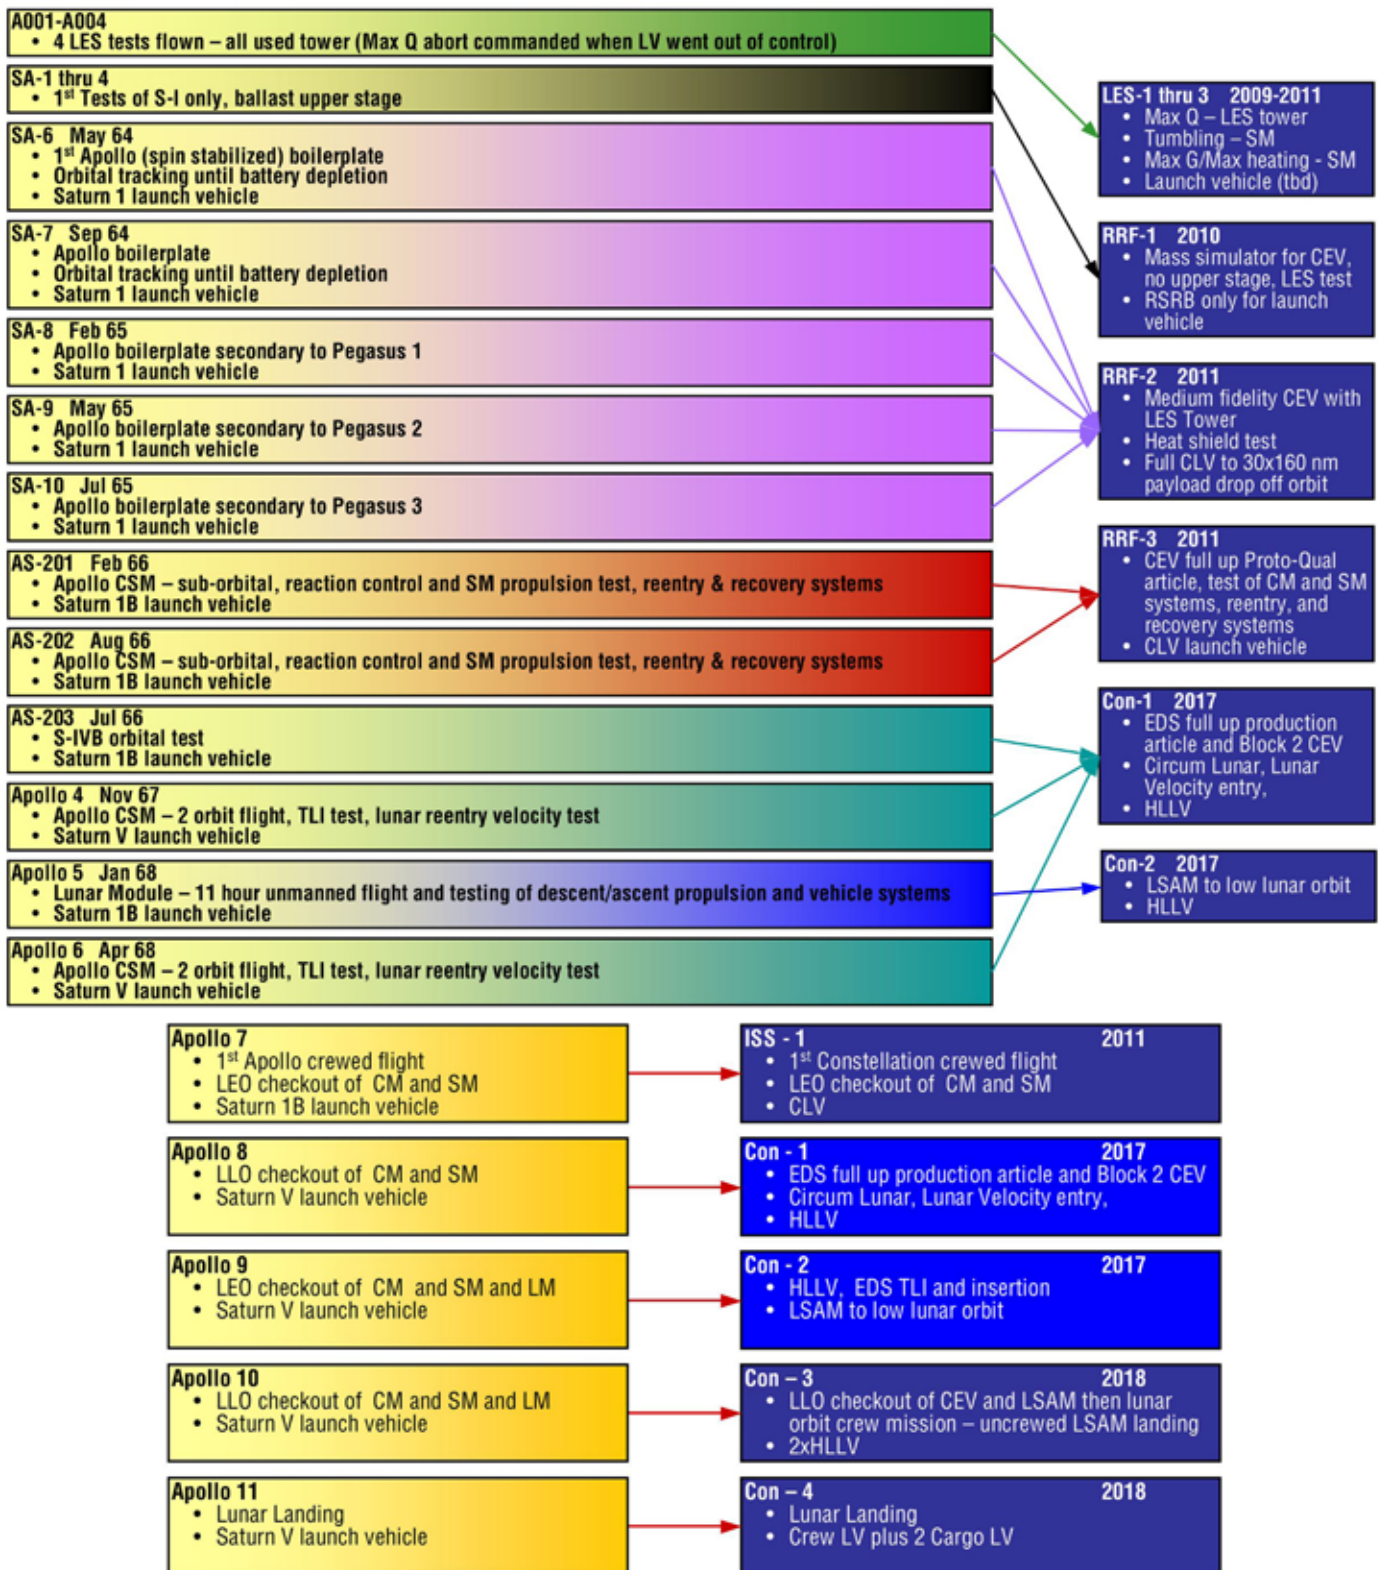 A001-A004
• 4 LES tests flown – all used tower (Max Q abort commanded when LV went out of control)
SA-1 thru 4
• 1st Tests of S-I only, ballast upper stage
SA-6 May 64
• 1st Apollo (spin stabilized) boilerplate
• Orbital tracking until battery depletion
• Saturn 1 launch vehicle
SA-7 Sep 64
• Apollo boilerplate
• Orbital tracking until battery depletion
• Saturn 1 launch vehicle
SA-8 Feb 65
• Apollo boilerplate secondary to Pegasus 1
• Saturn 1 launch vehicle
SA-9 May 65
• Apollo boilerplate secondary to Pegasus 2
• Saturn 1 launch vehicle
SA-10 Jul 65
• Apollo boilerplate secondary to Pegasus 3
• Saturn 1 launch vehicle
AS-201 Feb 66
• Apollo CSM – sub-orbital, reaction control and SM propulsion test, reentry & recovery systems
• Saturn 1B launch vehicle
AS-202 Aug 66
• Apollo CSM – sub-orbital, reaction control and SM propulsion test, reentry & recovery systems
• Saturn 1B launch vehicle
AS-203 Jul 66
• S-IVB orbital test
• Saturn 1B launch vehicle
Apollo 4 Nov 67
• Apollo CSM – 2 orbit flight, TLI test, lunar reentry velocity test
• Saturn V launch vehicle
Apollo 5 Jan 68
• Lunar Module – 11 hour unmanned flight and testing of descent/ascent propulsion and vehicle systems
• Saturn 1B launch vehicle
Apollo 6 Apr 68
• Apollo CSM – 2 orbit flight, TLI test, lunar reentry velocity test
• Saturn V launch vehicle
LES-1 thru 3 2009-2011
• Max Q – LES tower
• Tumbling – SM
• Max G/Max heating - SM
• Launch vehicle (tbd)
RRF-1 2010
• Mass simulator for CEV,
no upper stage, LES test
• RSRB only for launch
vehicle
RRF-2 2011
• Medium fidelity CEV with
LES Tower
• Heat shield test
• Full CLV to 30x160 nm
payload drop off orbit
RRF-3 2011
• CEV full up Proto-Qual
article, test of CM and SM
systems, reentry, and
recovery systems
• CLV launch vehicle
Con-1 2017
• EDS full up production
article and Block 2 CEV
• Circum Lunar, Lunar
Velocity entry,
• HLLV
Con-2 2017
• LSAM to low lunar orbit
• HLLV
Apollo 7
• 1st Apollo crewed flight
• LEO checkout of CM and SM
• Saturn 1B launch vehicle
ISS - 1 2011
• 1st Constellation crewed flight
• LEO checkout of CM and SM
• CLV
Apollo 8
• LLO checkout of CM and SM
• Saturn V launch vehicle
Con - 1 2017
• EDS full up production article and Block 2 CEV
• Circum Lunar, Lunar Velocity entry,
• HLLV
Apollo 9
• LEO checkout of CM and SM and LM
• Saturn V launch vehicle
Con - 2 2017
• HLLV, EDS TLI and insertion
• LSAM to low lunar orbit
Apollo 10
• LLO checkout of CM and SM and LM
• Saturn V launch vehicle
Con – 3 2018
• LLO checkout of CEV and LSAM then lunar
orbit crew mission – uncrewed LSAM landing
• 2xHLLV
Apollo 11
• Lunar Landing
• Saturn V launch vehicle
Con – 4 2018
• Lunar Landing
• Crew LV plus 2 Cargo LV